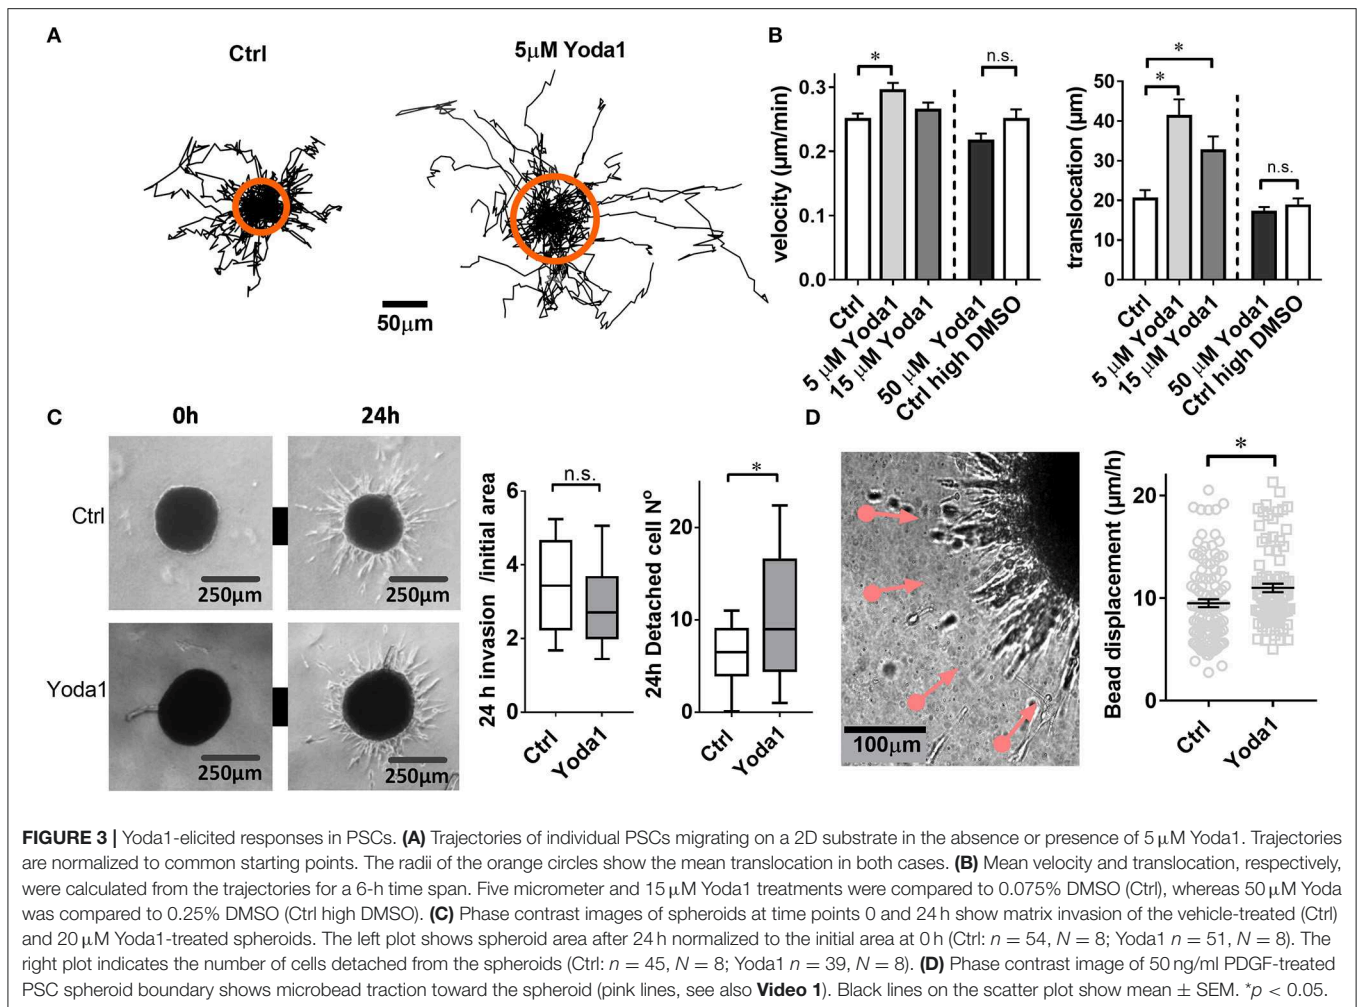 A
Ctrl
5μM Yoda1
50μm
B
velocity (μm/min)
0.3
0.2
0.1
0.0
*
n.s.
Ctrl
5 μM Yoda1
15 μM Yoda1
50 μM Yoda1
Ctrl high DMSO
translocation (μm)
50
40
30
20
10
0
*
*
n.s.
Ctrl
5 μM Yoda1
15 μM Yoda1
50 μM Yoda1
Ctrl high DMSO
C
0h
24h
Ctrl
250μm
250μm
Yoda1
250μm
250μm
24 h invasion /initial area
6
4
2
0
n.s.
Ctrl
Yoda1
24h Detached cell Nº
20
10
0
*
Ctrl
Yoda1
D
100μm
Bead displacement (μm/h)
20
10
0
*
Ctrl
Yoda1
FIGURE 3 | Yoda1-elicited responses in PSCs. (A) Trajectories of individual PSCs migrating on a 2D substrate in the absence or presence of 5 μM Yoda1. Trajectories
are normalized to common starting points. The radii of the orange circles show the mean translocation in both cases. (B) Mean velocity and translocation, respectively,
were calculated from the trajectories for a 6-h time span. Five micrometer and 15 μM Yoda1 treatments were compared to 0.075% DMSO (Ctrl), whereas 50 μM Yoda
was compared to 0.25% DMSO (Ctrl high DMSO). (C) Phase contrast images of spheroids at time points 0 and 24 h show matrix invasion of the vehicle-treated (Ctrl)
and 20 μM Yoda1-treated spheroids. The left plot shows spheroid area after 24 h normalized to the initial area at 0 h (Ctrl: n = 54, N = 8; Yoda1 n = 51, N = 8). The
right plot indicates the number of cells detached from the spheroids (Ctrl: n = 45, N = 8; Yoda1 n = 39, N = 8). (D) Phase contrast image of 50 ng/ml PDGF-treated
PSC spheroid boundary shows microbead traction toward the spheroid (pink lines, see also Video 1). Black lines on the scatter plot show mean ± SEM. *p < 0.05.